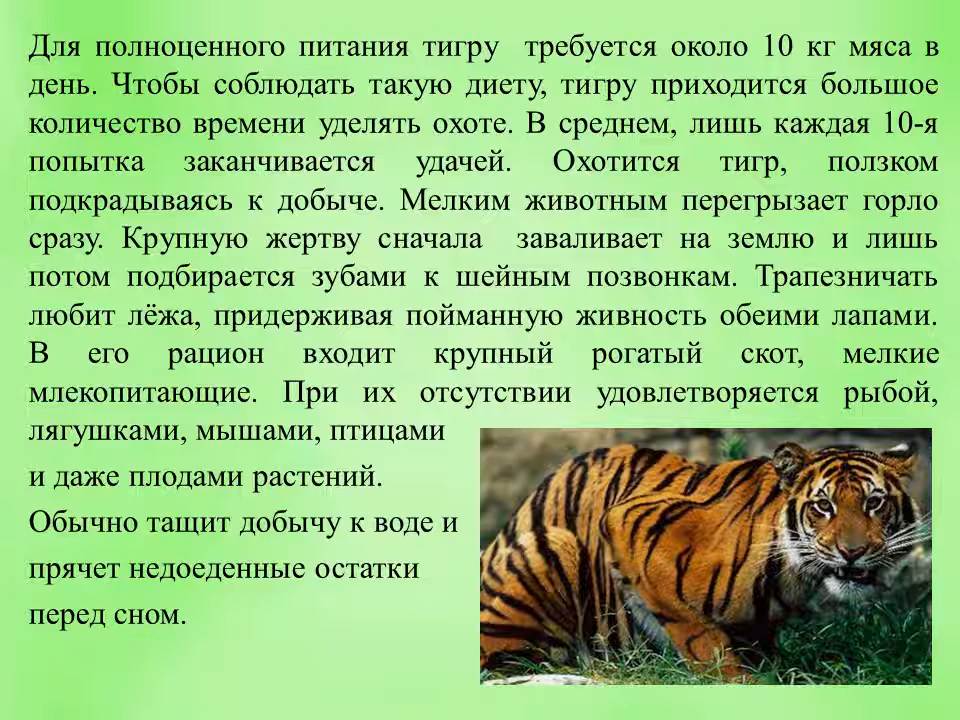 Для полноценного питания тигру требуется около 10 кг мяса в
день. Чтобы соблюдать такую диету, тигру приходится большое
количество времени уделять охоте. В среднем, лишь каждая 10-я
попытка заканчивается удачей. Охотится тигр, ползком
подкрадываясь к добыче. Мелким животным перегрызает горло
сразу. Крупную жертву сначала заваливает на землю и лишь
потом подбирается зубами к шейным позвонкам. Трапезничать
любит лёжа, придерживая пойманную живность обеими лапами.
В его рацион входит крупный рогатый скот, мелкие
млекопитающие. При их отсутствии удовлетворяется рыбой,
лягушками, мышами, птицами
и даже плодами растений.
Обычно тащит добычу к воде и
прячет недоеденные остатки
перед сном.